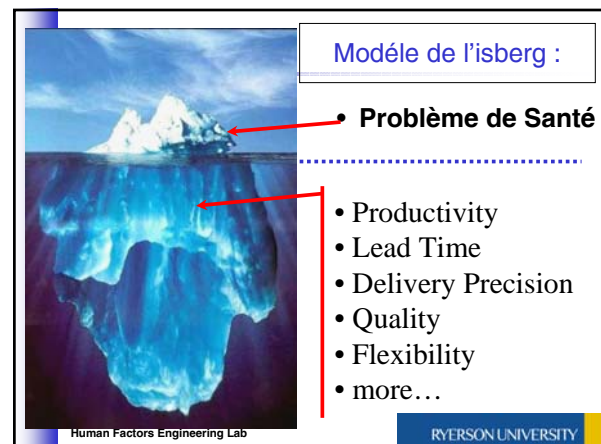 Modéle de l'isberg :
• Problème de Santé
• Productivity
• Lead Time
• Delivery Precision
• Quality
• Flexibility
• more…
Human Factors Engineering Lab
RYERSON UNIVERSITY